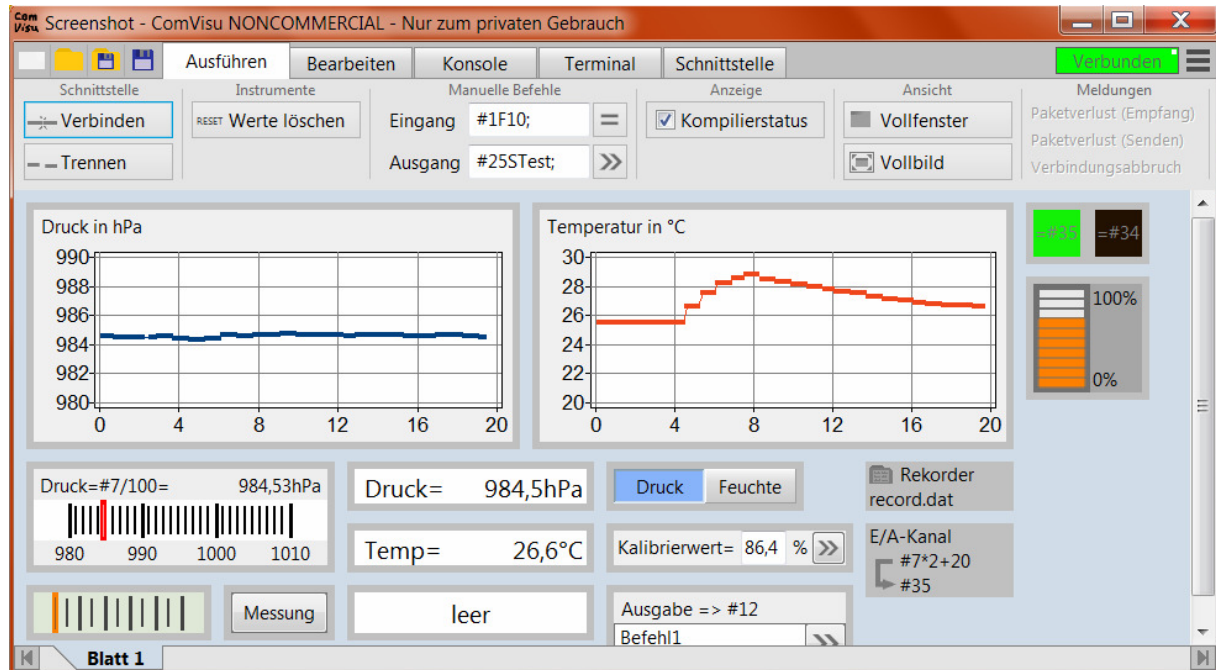 Com Visu Screenshot - ComVisu NONCOMMERCIAL - Nur zum privaten Gebrauch
Ausführen Bearbeiten Konsole Terminal Schnittstelle Verbunden
Schnittstelle Instrumente Manuelle Befehle Anzeige Ansicht Meldungen
Verbinden RESET Werte löschen Eingang #1F10; = Kompilierstatus Vollfenster Paketverlust (Empfang)
Paketverlust (Senden)
Trennen Ausgang #25STest; >> Vollbild Verbindungsabbruch
Druck in hPa
990
988
986
984
982
980
0 4 8 12 16 20
Temperatur in °C
30
28
26
24
22
20
0 4 8 12 16 20
=#35 =#34
100%
0%
Druck=#7/100= 984,53hPa
980 990 1000 1010
Druck= 984,5hPa
Druck Feuchte
Rekorder
record.dat
Temp= 26,6°C
Kalibrierwert= 86,4 % >>
E/A-Kanal
#7*2+20
#35
Messung
leer
Ausgabe => #12
Befehl1 >>
Blatt 1